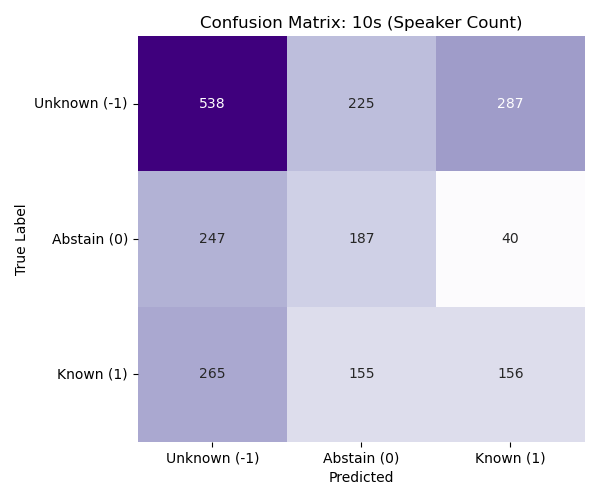 Confusion Matrix: 10s (Speaker Count)
Unknown (-1) 538 225 287
Abstain (0) 247 187 40
Known (1) 265 155 156
True Label
Unknown (-1) Abstain (0) Known (1)
Predicted